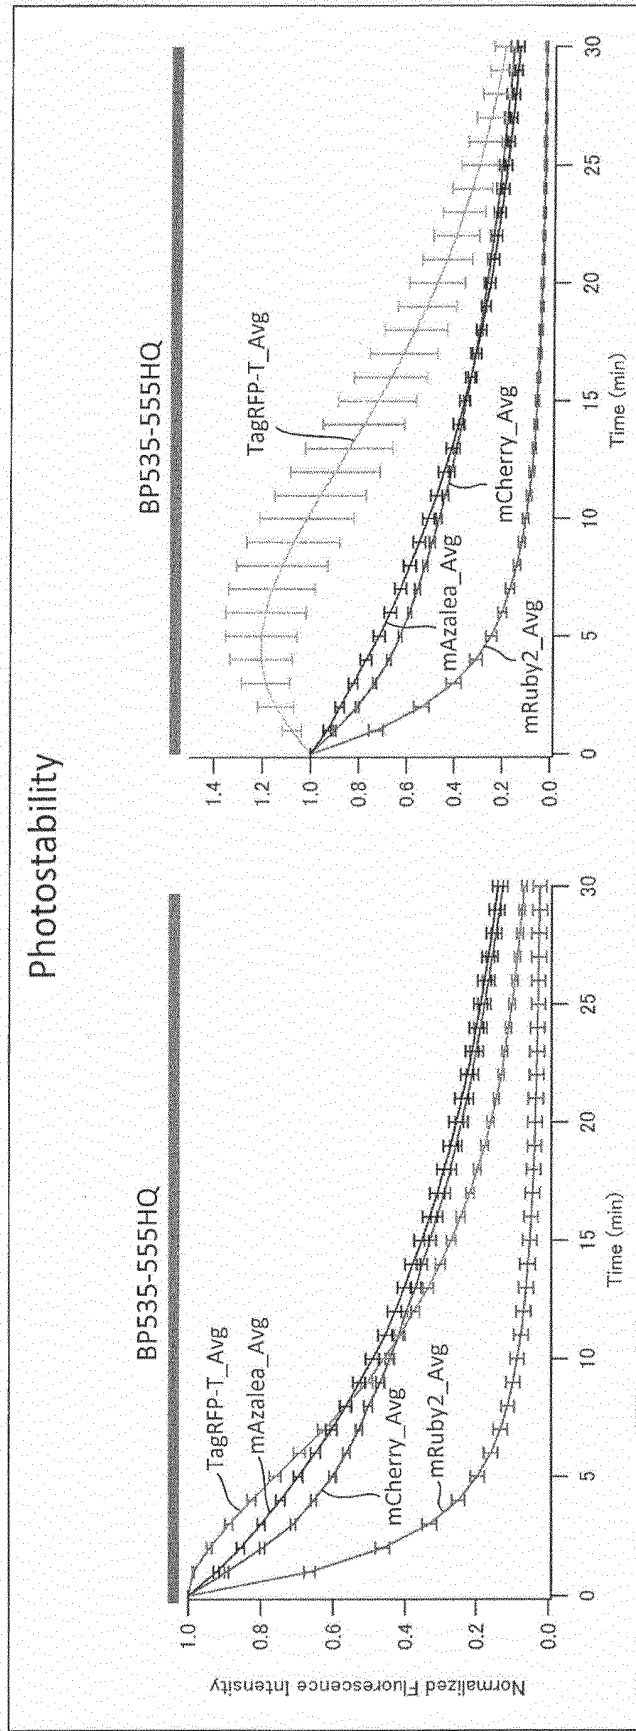 Photostability
BP535-555HQ
Normalized Fluorescence Intensity
1.0
0.8
0.6
0.4
0.2
0.0
TagRFP-T_Avg
mAzalea_Avg
mCherry_Avg
mRuby2_Avg
0 5 10 15 20 25 30
Time (min)
BP535-555HQ
1.4
1.2
1.0
0.8
0.6
0.4
0.2
0.0
TagRFP-T_Avg
mAzalea_Avg
mCherry_Avg
mRuby2_Avg
0 5 10 15 20 25 30
Time (min)